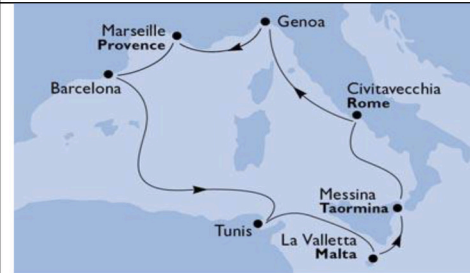 Genoa
Marseille
Provence
Barcelona
Civitavecchia
Rome
Messina
Taormina
Tunis
La Valletta
Malta